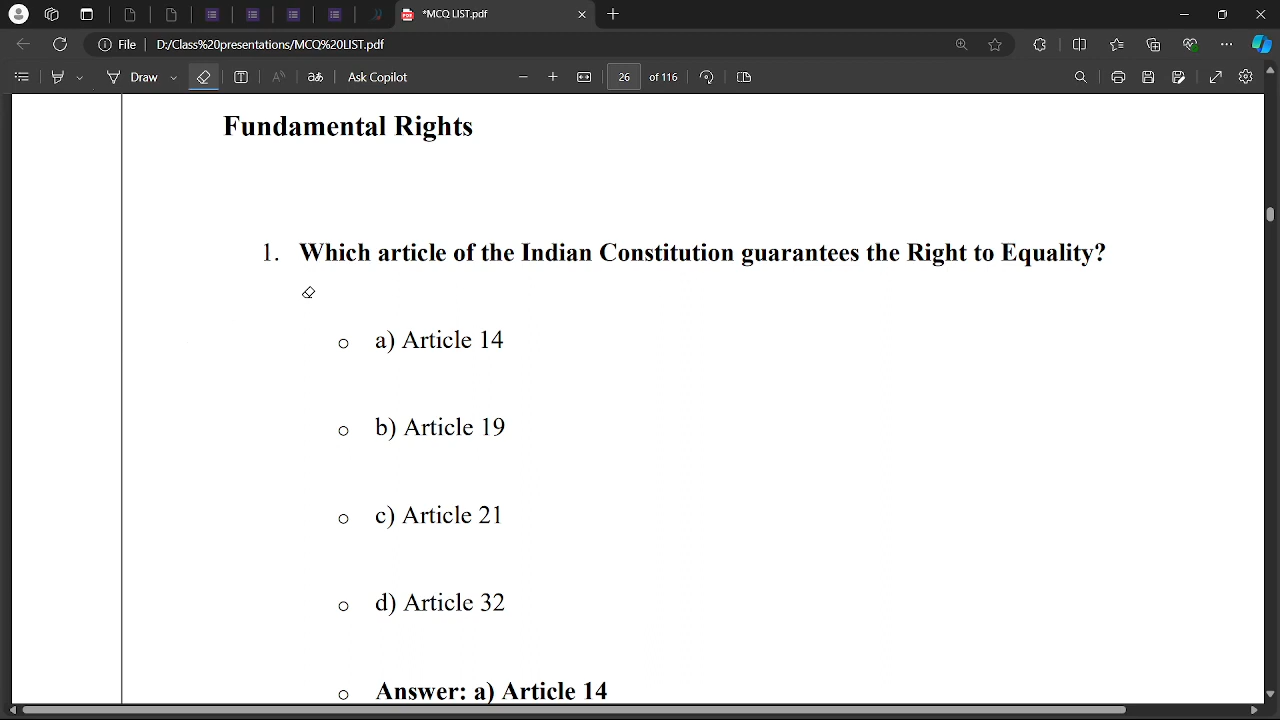 *MCQ LIST.pdf
File | D:/Class%20presentations/MCQ%20LIST.pdf
Draw
Ask Copilot
26 of 116
Fundamental Rights
1. Which article of the Indian Constitution guarantees the Right to Equality?
o a) Article 14
o b) Article 19
o c) Article 21
o d) Article 32
o Answer: a) Article 14